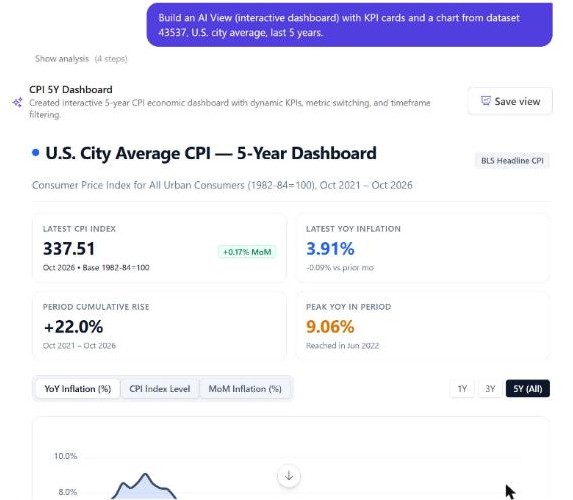 Build an AI View (interactive dashboard) with KPI cards and a chart from dataset
43537, U.S. city average, last 5 years.
Show analysis (4 steps)
CPI 5Y Dashboard
Created interactive 5-year CPI economic dashboard with dynamic KPIs, metric switching, and timeframe
filtering.
Save view
U.S. City Average CPI — 5-Year Dashboard
BLS Headline CPI
Consumer Price Index for All Urban Consumers (1982-84=100), Oct 2021 – Oct 2026
LATEST CPI INDEX
337.51
+0.17% MoM
Oct 2026 • Base 1982-84=100
LATEST YOY INFLATION
3.91%
-0.09% vs prior mo
PERIOD CUMULATIVE RISE
+22.0%
Oct 2021 – Oct 2026
PEAK YOY IN PERIOD
9.06%
Reached in Jun 2022
YoY Inflation (%) CPI Index Level MoM Inflation (%)
1Y 3Y 5Y (All)
10.0%
8.0%